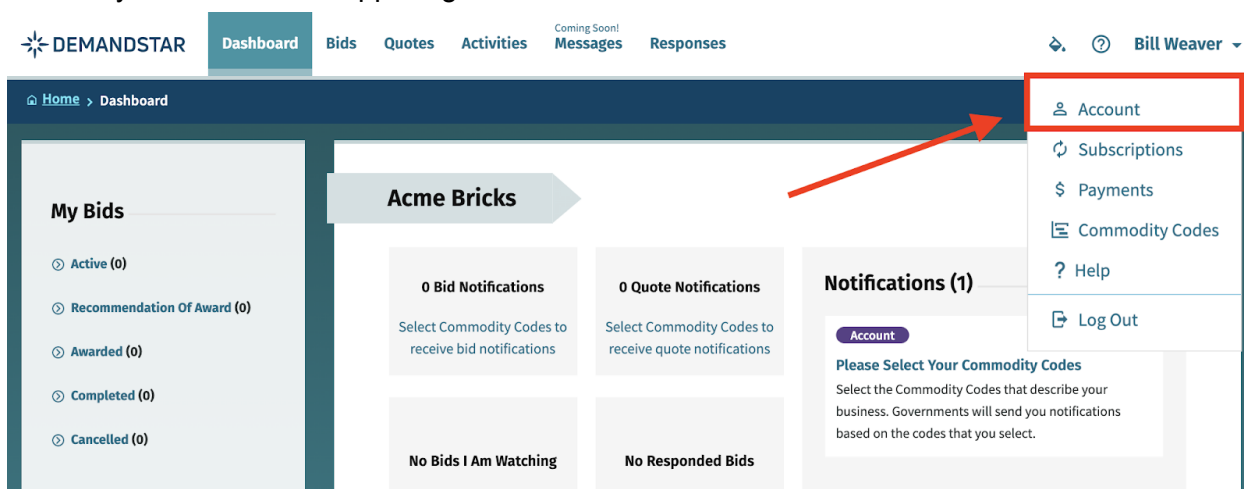 DEMANDSTAR
Dashboard
Bids
Quotes
Activities
Coming Soon!
Messages
Responses
Bill Weaver
Home > Dashboard
Account
Subscriptions
$ Payments
Commodity Codes
? Help
Log Out
My Bids
Active (0)
Recommendation Of Award (0)
Awarded (0)
Completed (0)
Cancelled (0)
Acme Bricks
0 Bid Notifications
Select Commodity Codes to
receive bid notifications
0 Quote Notifications
Select Commodity Codes to
receive quote notifications
No Bids I Am Watching
No Responded Bids
Notifications (1)
Account
Please Select Your Commodity Codes
Select the Commodity Codes that describe your
business. Governments will send you notifications
based on the codes that you select.